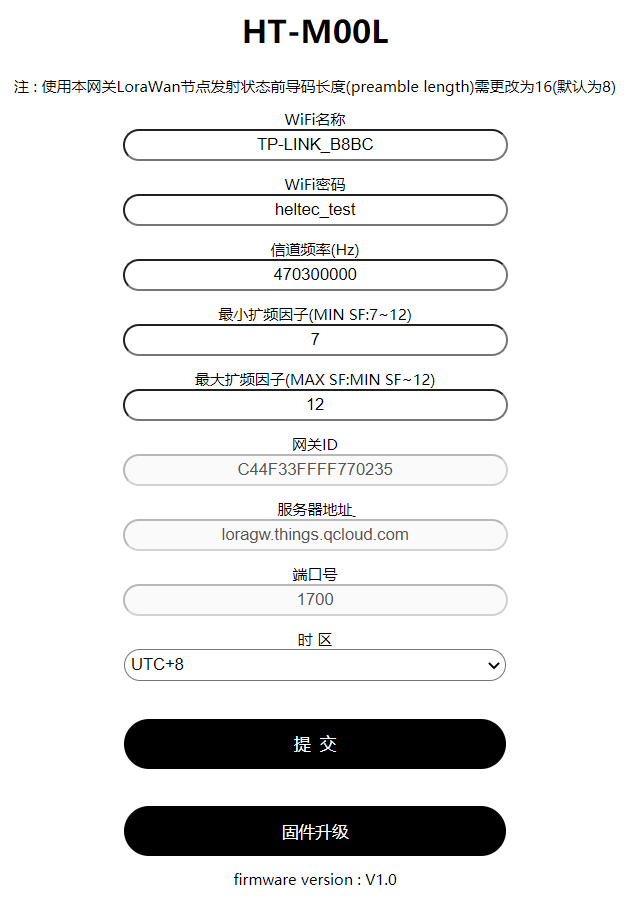 HT-M00L
注 : 使用本网关LoraWan节点发射状态前导码长度(preamble length)需更改为16(默认为8)
WiFi名称
TP-LINK_B8BC
WiFi密码
heltec_test
信道频率(Hz)
470300000
最小扩频因子(MIN SF:7~12)
7
最大扩频因子(MAX SF:MIN SF~12)
12
网关ID
C44F33FFFF770235
服务器地址_
loragw.things.qcloud.com
端口号
1700
时 区
UTC+8
提 交
固件升级
firmware version : V1.0